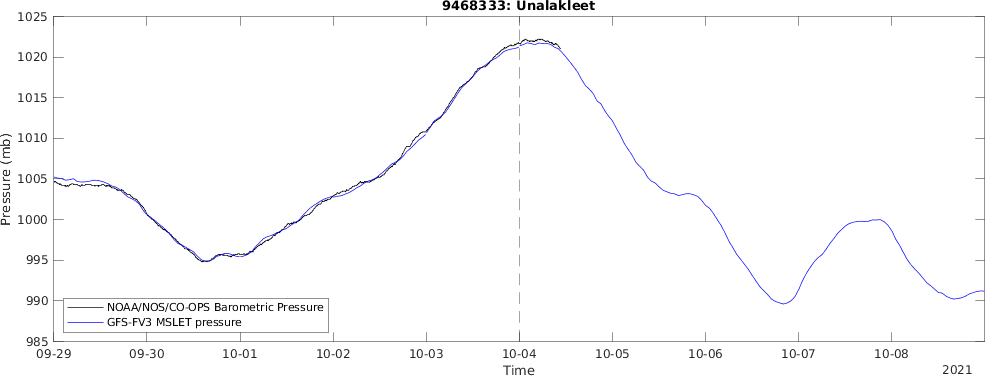 9468333: Unalakleet
Pressure (mb)
1025
1020
1015
1010
1005
1000
995
990
985
NOAA/NOS/CO-OPS Barometric Pressure
GFS-FV3 MSLET pressure
09-29 09-30 10-01 10-02 10-03 10-04 10-05 10-06 10-07 10-08
Time
2021